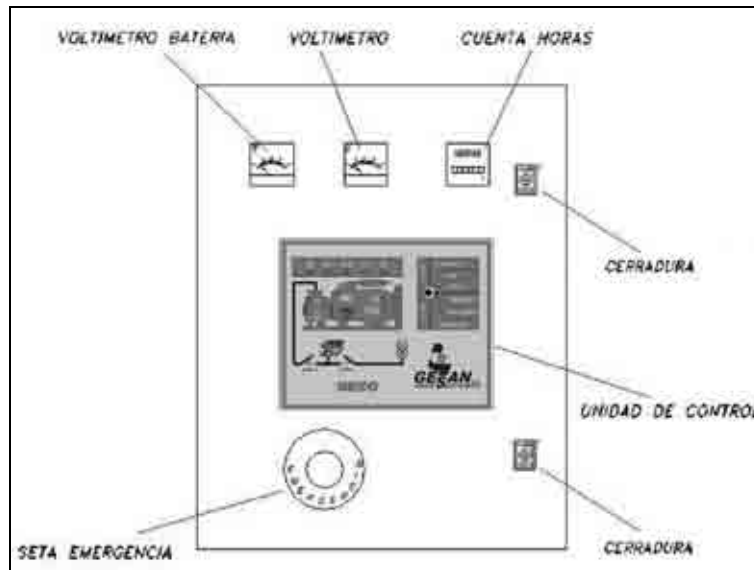 VOLTIMETRO BATERIA
VOLTIMETRO
CUENTA HORAS
CERRADURA
GESAN
UNIDAD DE CONTROL
SETA EMERGENCIA
CERRADURA